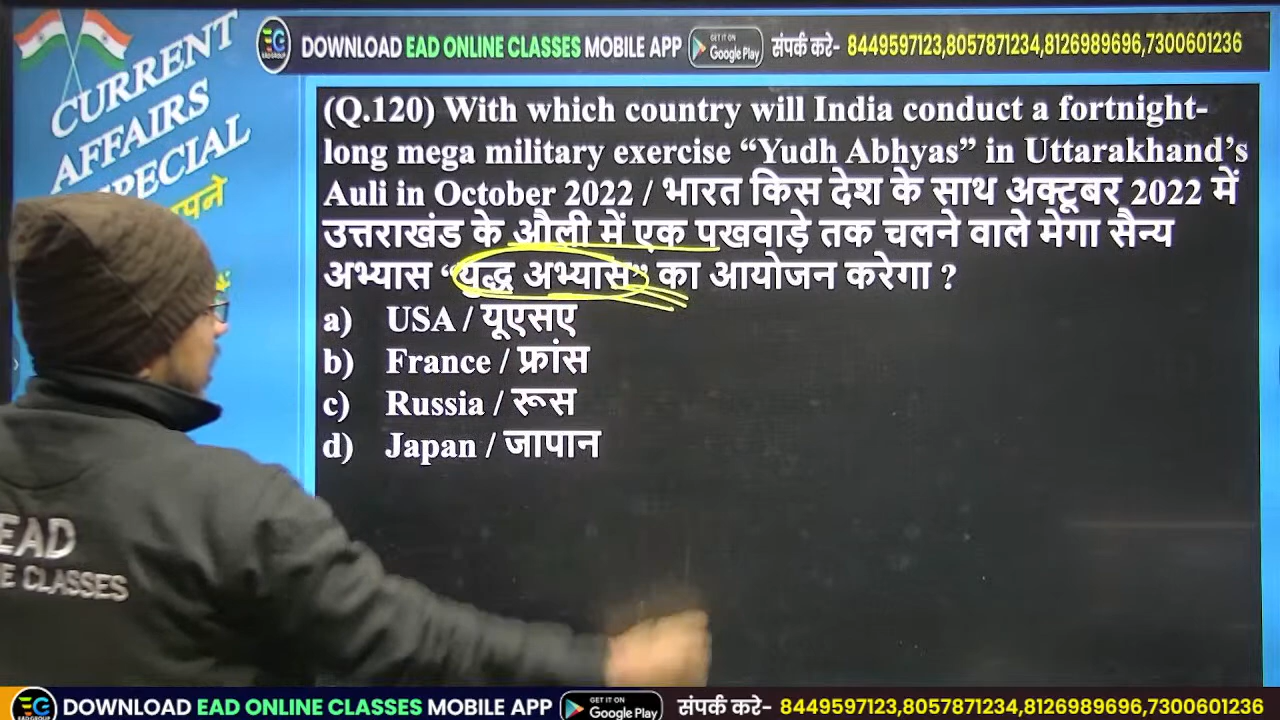 DOWNLOAD EAD ONLINE CLASSES MOBILE APP GET IT ON Google Play संपर्क करे- 8449597123,8057871234,8126989696,7300601236
CURRENT
AFFAIRS
SPECIAL
(Q.120) With which country will India conduct a fortnight-
long mega military exercise “Yudh Abhyas” in Uttarakhand’s
Auli in October 2022 / भारत किस देश के साथ अक्टूबर 2022 में
उत्तराखंड के औली में एक पखवाड़े तक चलने वाले मेगा सैन्य
अभ्यास “युद्ध अभ्यास” का आयोजन करेगा ?
a) USA / यूएसए
b) France / फ्रांस
c) Russia / रूस
d) Japan / जापान
EAD
E CLASSES
DOWNLOAD EAD ONLINE CLASSES MOBILE APP GET IT ON Google Play संपर्क करे- 8449597123,8057871234,8126989696,7300601236